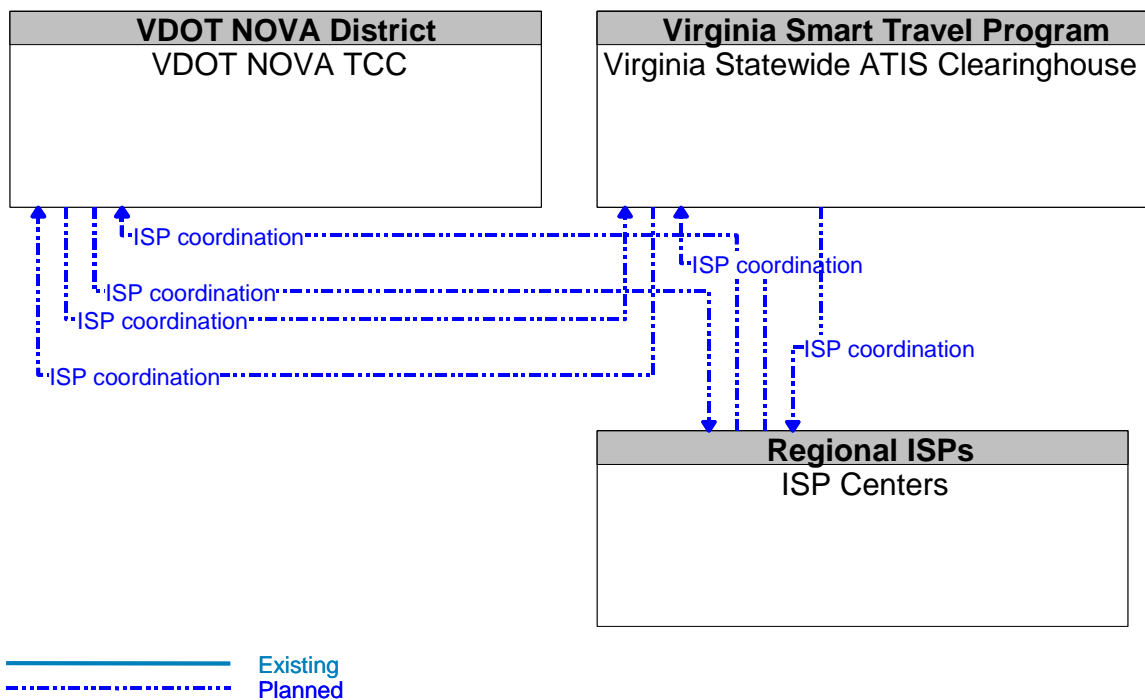 VDOT NOVA District
VDOT NOVA TCC
Virginia Smart Travel Program
Virginia Statewide ATIS Clearinghouse
ISP coordination
ISP coordination
ISP coordination
ISP coordination
ISP coordination
ISP coordination
Regional ISPs
ISP Centers
Existing
Planned